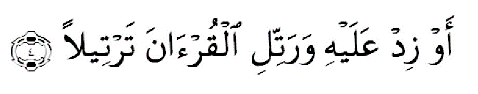 أَوْ زِدْ عَلَيْهِ وَرَتِّلِ ٱلْقُرْءَانَ تَرْتِيلاً ﴿٤﴾